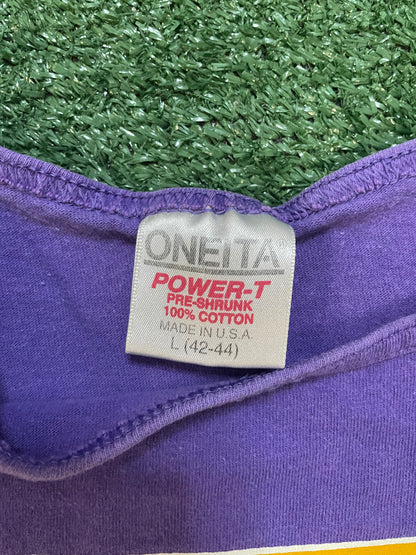 ONEITA®
POWER-T
PRE-SHRUNK
100% COTTON
MADE IN U.S.A.
L (42-44)